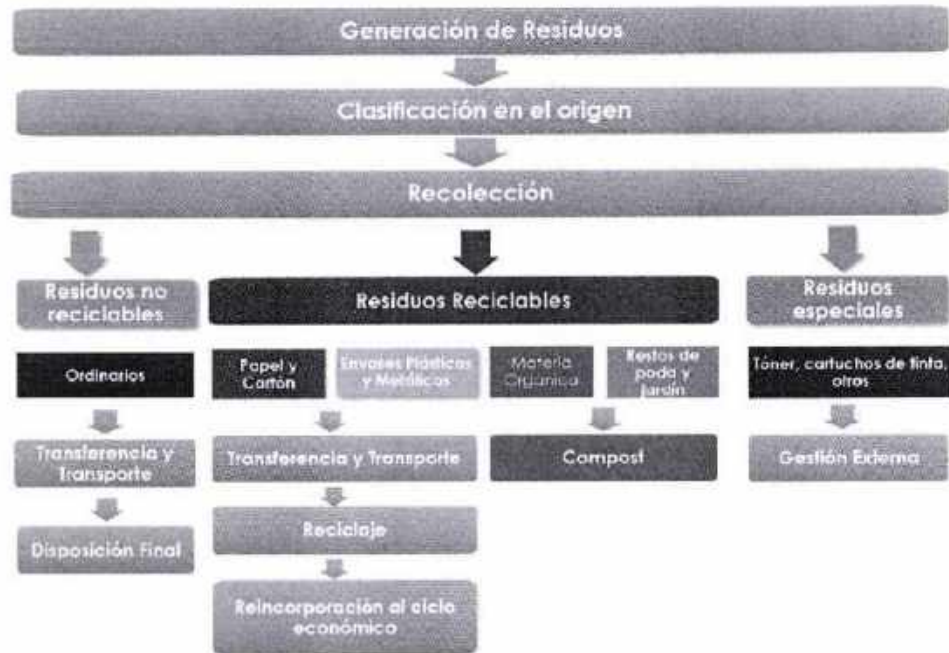 Generación de Residuos
Clasificación en el origen
Recolección
Residuos no
reciclables
Residuos Reciclables
Residuos
especiales
Ordinarios
Papel y
Cartón
Envases Plásticos
y Metálicos
Materia
Orgánica
Restos de
poda y
jardín
Tóner, cartuchos de tinta,
otros
Transferencia y
Transporte
Transferencia y Transporte
Compost
Gestión Externa
Disposición Final
Reciclaje
Reincorporación al ciclo
económico